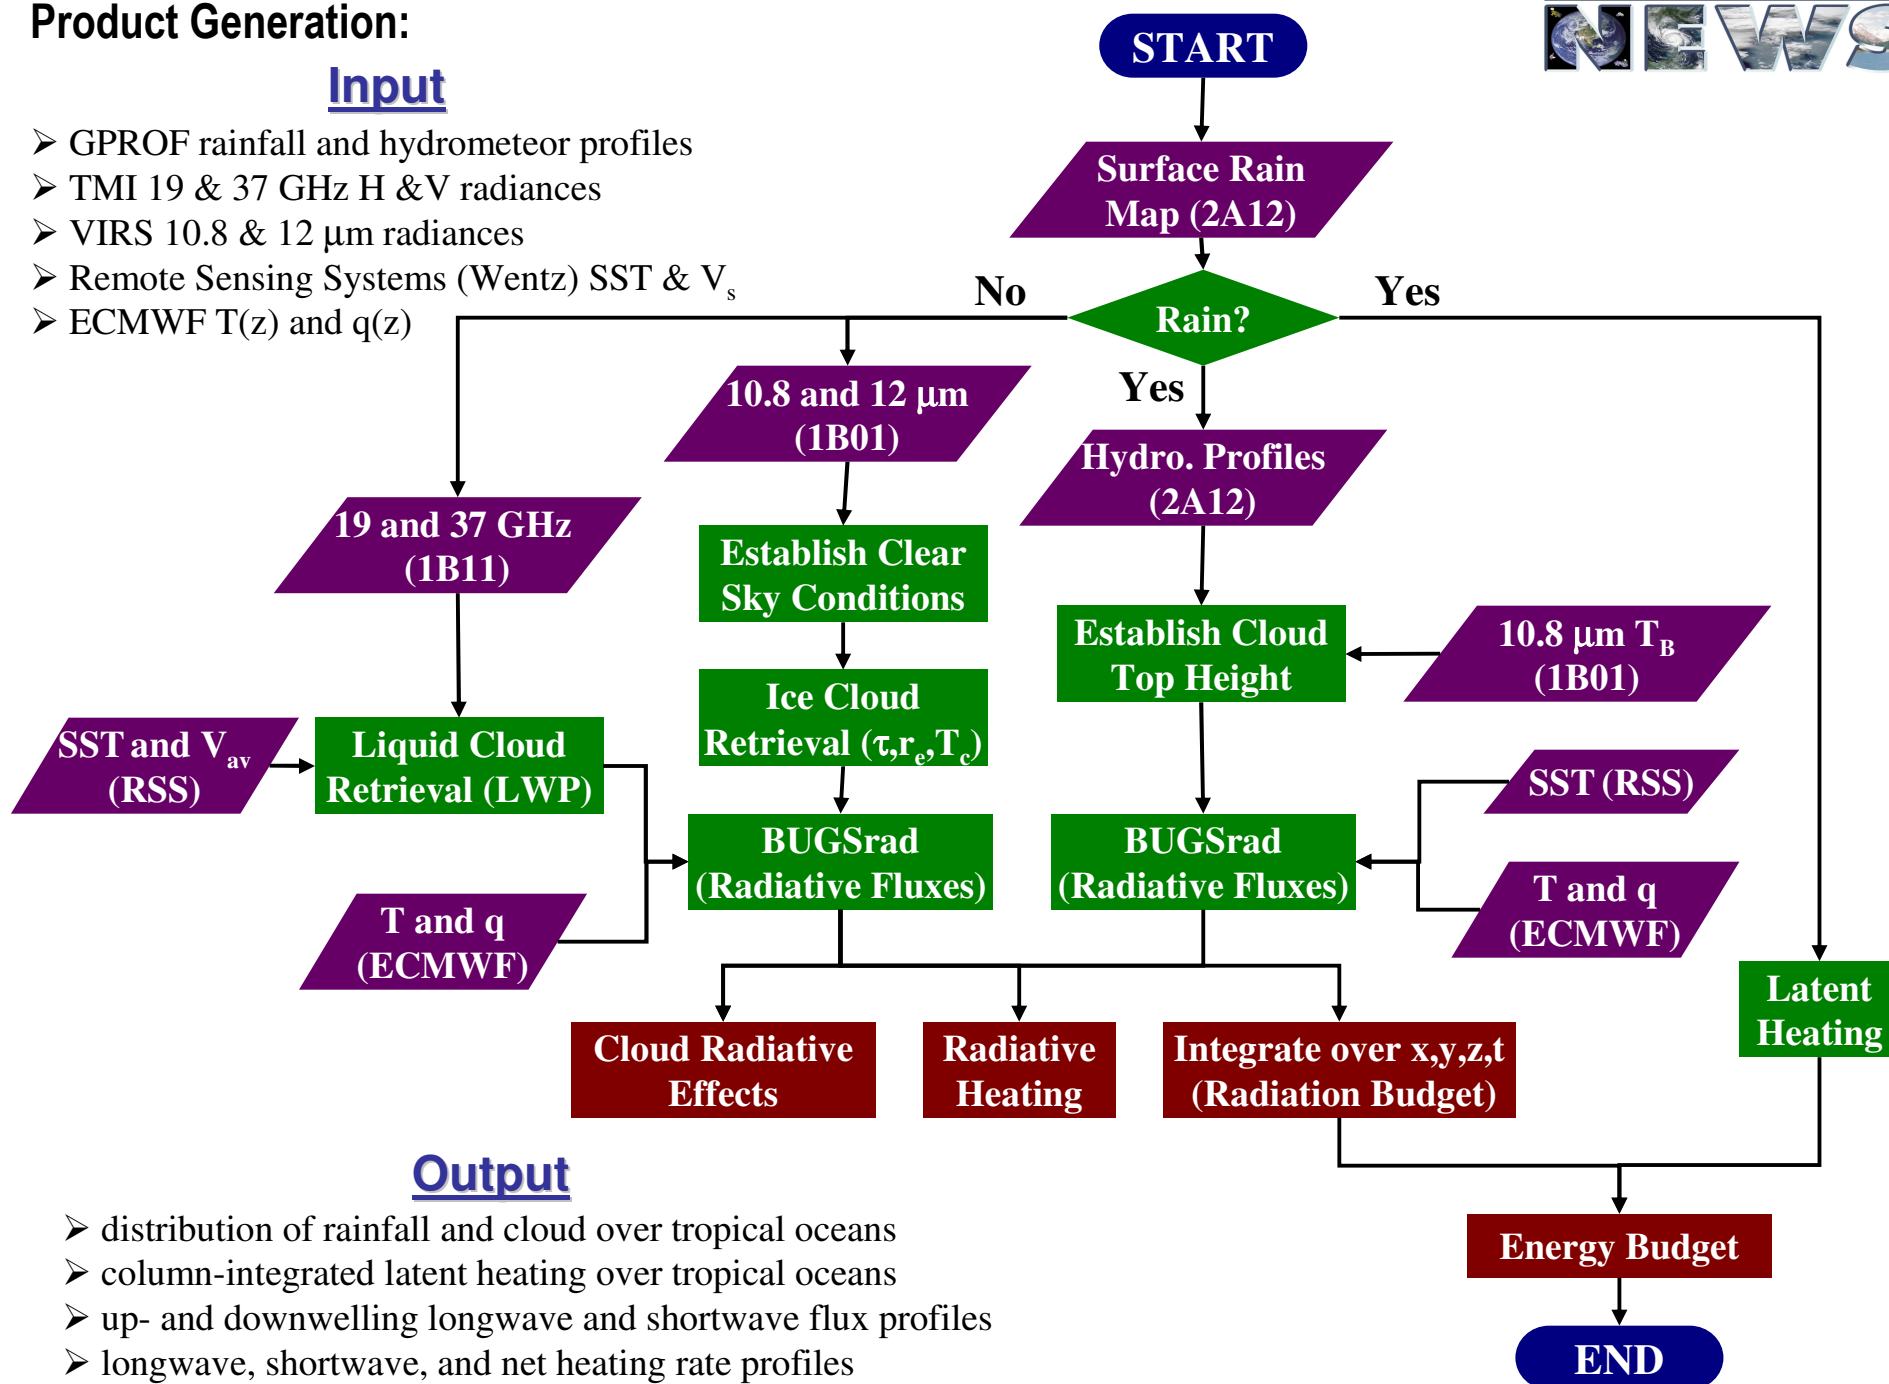 Product Generation:
NEWS
Input
➢ GPROF rainfall and hydrometeor profiles
➢ TMI 19 & 37 GHz H &V radiances
➢ VIRS 10.8 & 12 μm radiances
➢ Remote Sensing Systems (Wentz) SST & Vs
➢ ECMWF T(z) and q(z)
START
Surface Rain
Map (2A12)
No
Rain?
Yes
Yes
10.8 and 12 μm
(1B01)
Hydro. Profiles
(2A12)
19 and 37 GHz
(1B11)
Establish Clear
Sky Conditions
Establish Cloud
Top Height
10.8 μm TB
(1B01)
Ice Cloud
Retrieval (τ,re,Tc)
SST and Vav
(RSS)
Liquid Cloud
Retrieval (LWP)
SST (RSS)
BUGSrad
(Radiative Fluxes)
BUGSrad
(Radiative Fluxes)
T and q
(ECMWF)
T and q
(ECMWF)
Latent
Heating
Cloud Radiative
Effects
Radiative
Heating
Integrate over x,y,z,t
(Radiation Budget)
Energy Budget
END
Output
➢ distribution of rainfall and cloud over tropical oceans
➢ column-integrated latent heating over tropical oceans
➢ up- and downwelling longwave and shortwave flux profiles
➢ longwave, shortwave, and net heating rate profiles